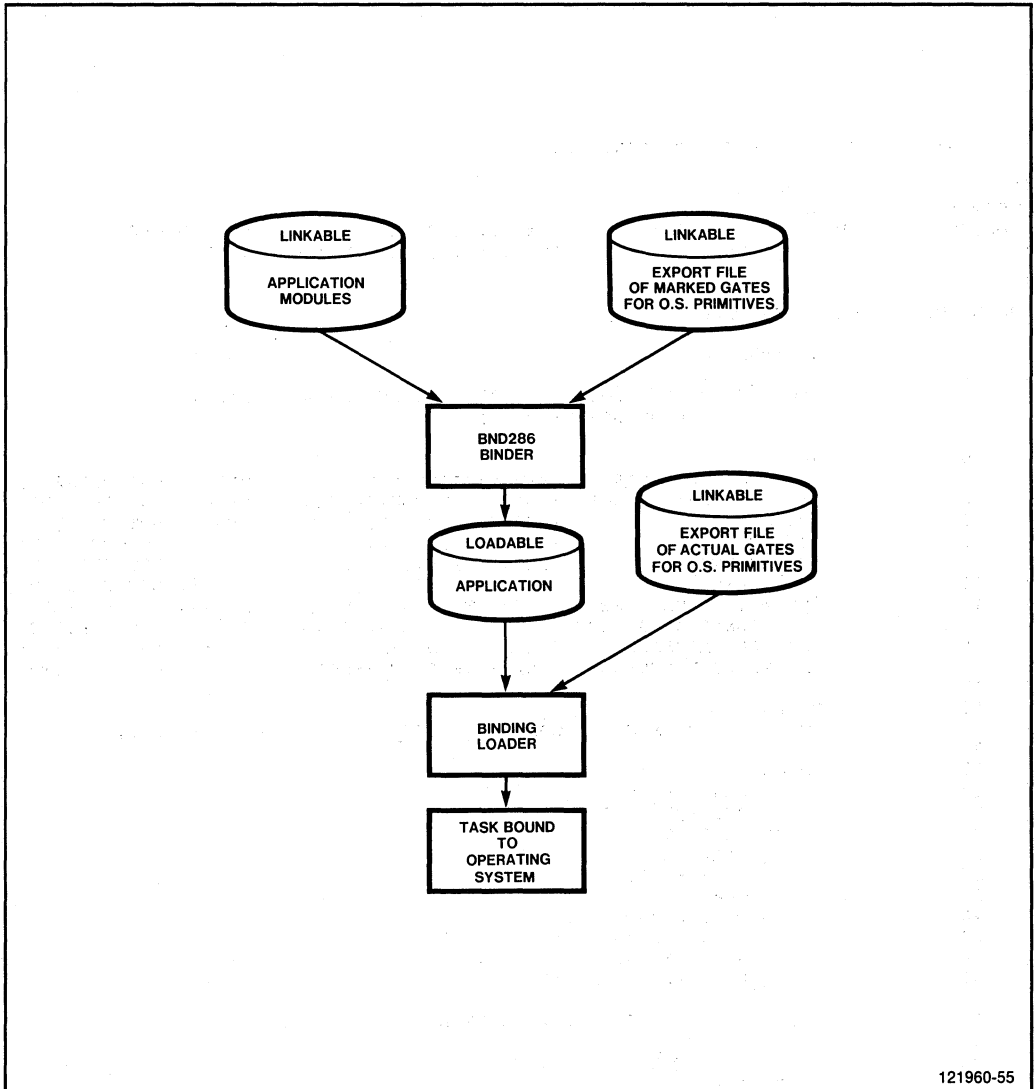 LINKABLE
APPLICATION
MODULES
LINKABLE
EXPORT FILE
OF MARKED GATES
FOR O.S. PRIMITIVES
BND286
BINDER
LOADABLE
APPLICATION
LINKABLE
EXPORT FILE
OF ACTUAL GATES
FOR O.S. PRIMITIVES
BINDING
LOADER
TASK BOUND
TO
OPERATING
SYSTEM
121960-55